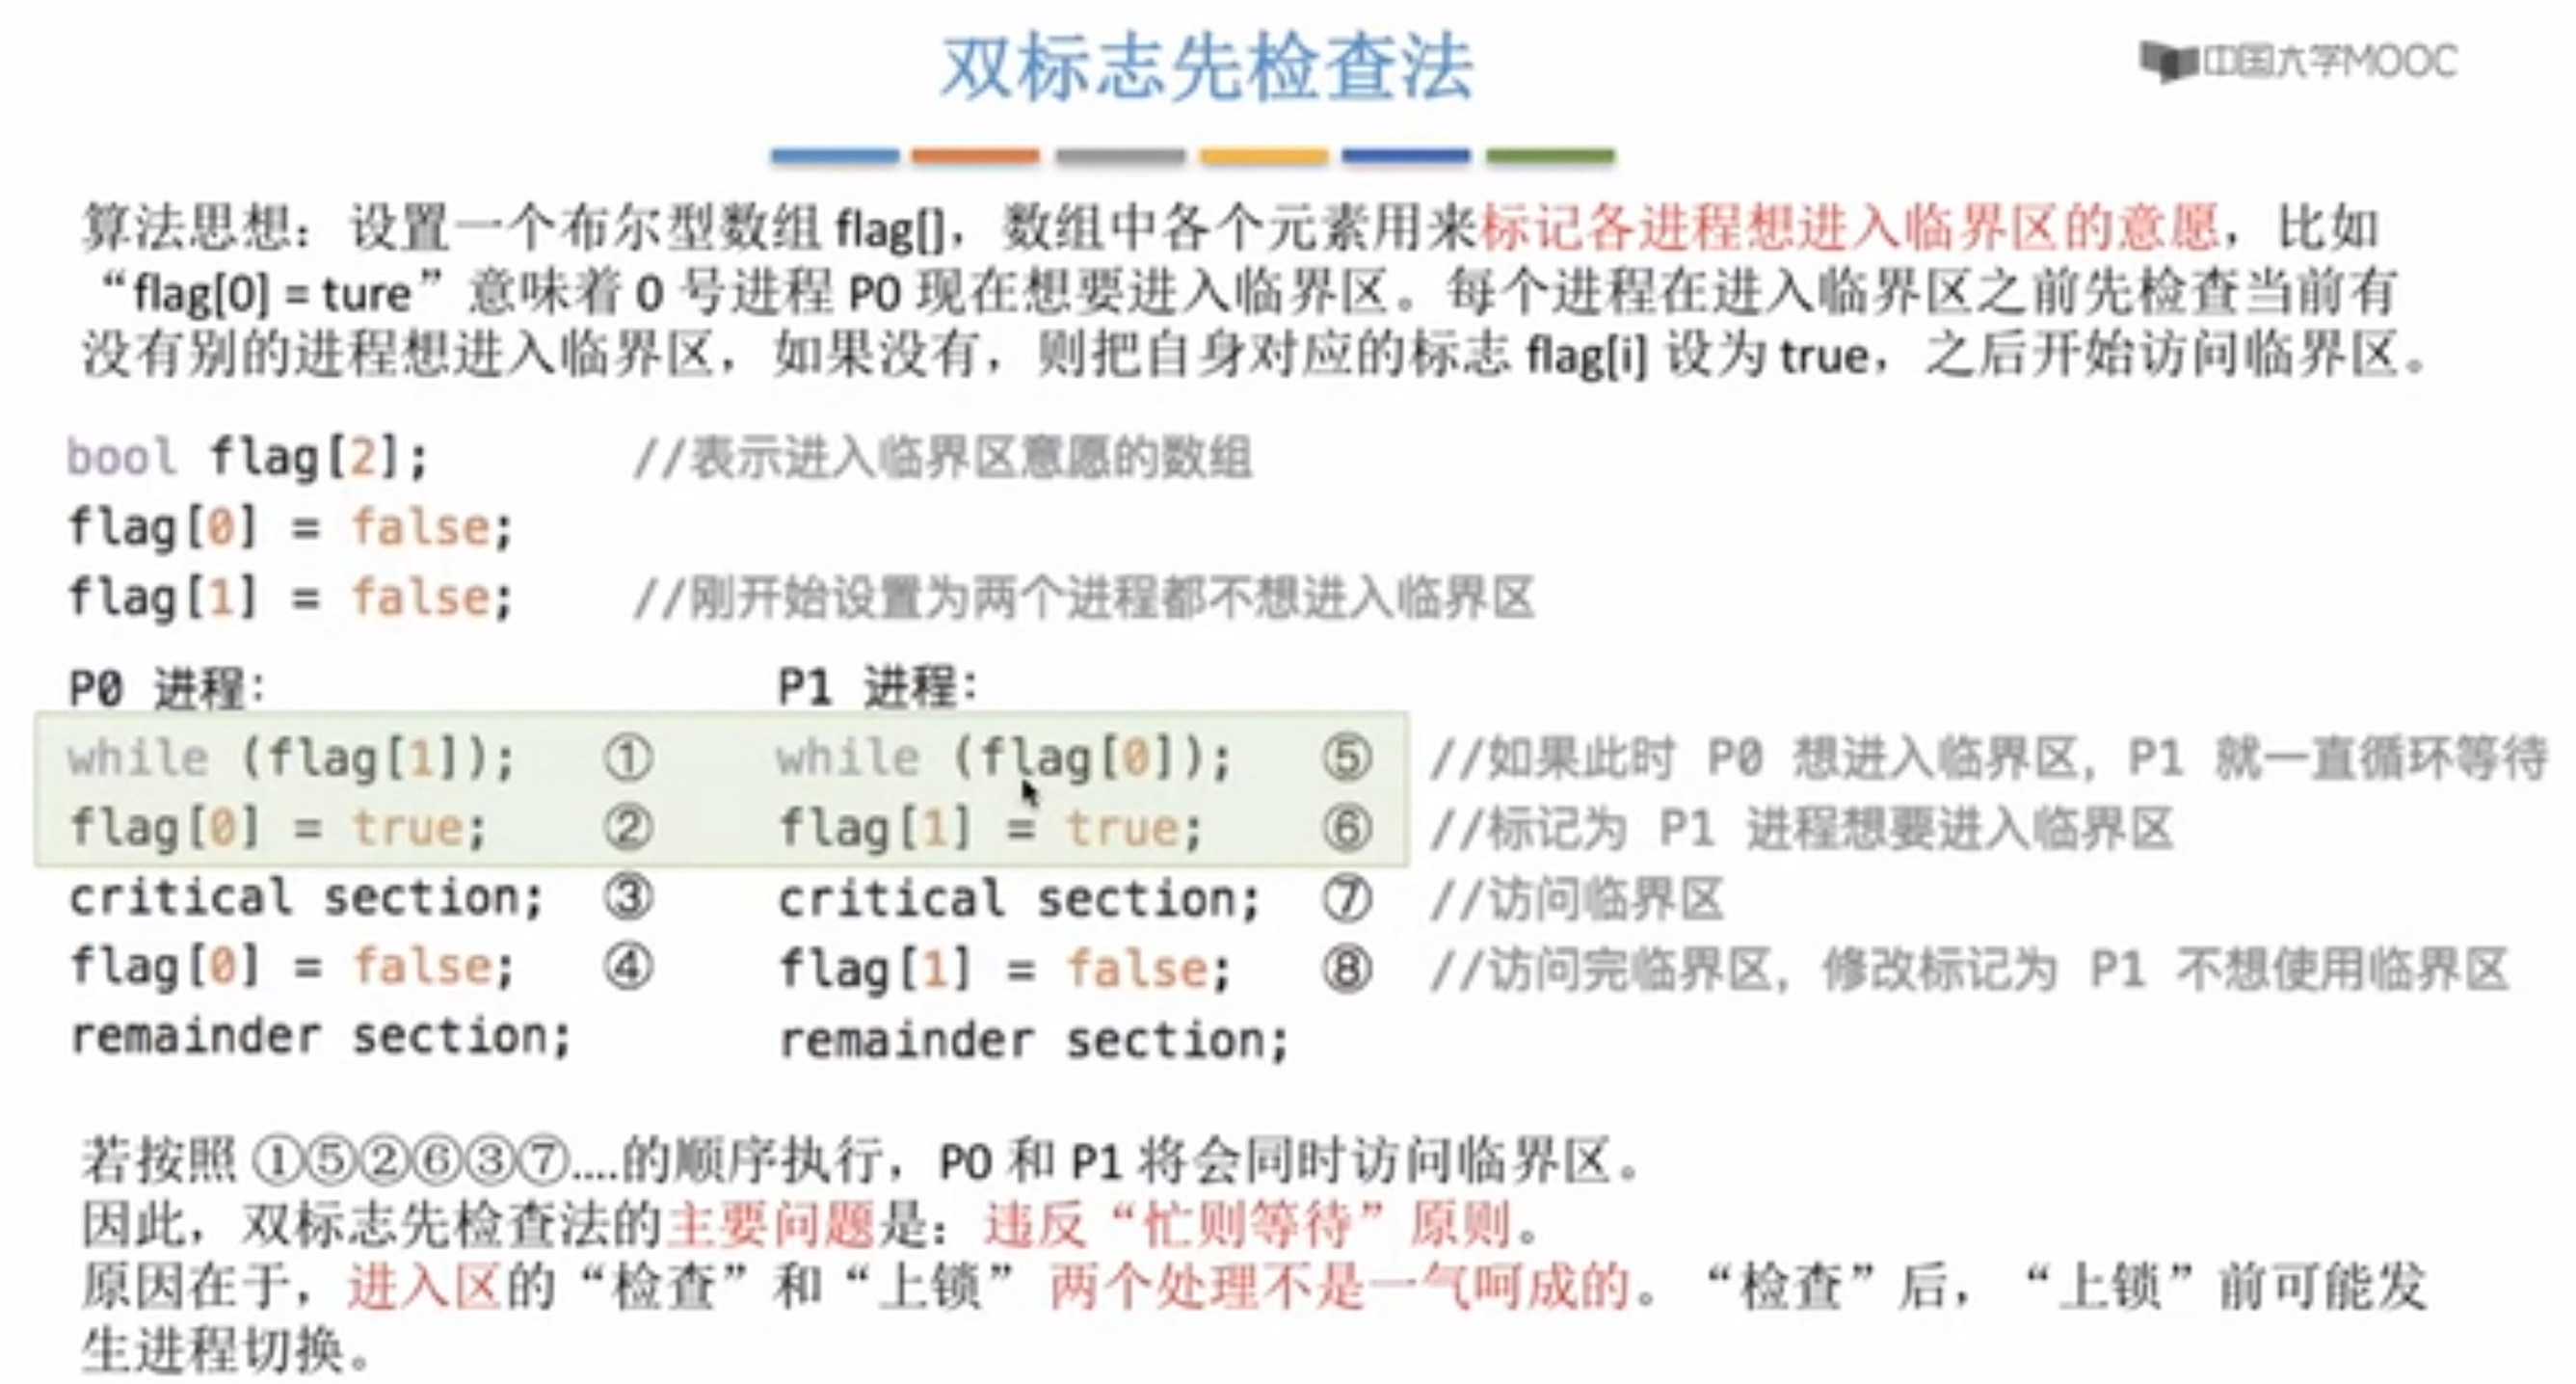 双标志先检查法
中国大学MOOC
算法思想：设置一个布尔型数组 flag[]，数组中各个元素用来标记各进程想进入临界区的意愿，比如
“flag[0] = ture”意味着 0 号进程 P0 现在想要进入临界区。每个进程在进入临界区之前先检查当前有
没有别的进程想进入临界区，如果没有，则把自身对应的标志 flag[i] 设为 true，之后开始访问临界区。
bool flag[2]; //表示进入临界区意愿的数组
flag[0] = false;
flag[1] = false; //刚开始设置为两个进程都不想进入临界区
P0 进程： P1 进程：
while (flag[1]); ① while (flag[0]); ⑤ //如果此时 P0 想进入临界区，P1 就一直循环等待
flag[0] = true; ② flag[1] = true; ⑥ //标记为 P1 进程想要进入临界区
critical section; ③ critical section; ⑦ //访问临界区
flag[0] = false; ④ flag[1] = false; ⑧ //访问完临界区，修改标记为 P1 不想使用临界区
remainder section; remainder section;
若按照 ①⑤②⑥③⑦....的顺序执行，P0 和 P1 将会同时访问临界区。
因此，双标志先检查法的主要问题是：违反“忙则等待”原则。
原因在于，进入区的“检查”和“上锁” 两个处理不是一气呵成的。“检查”后，“上锁”前可能发
生进程切换。